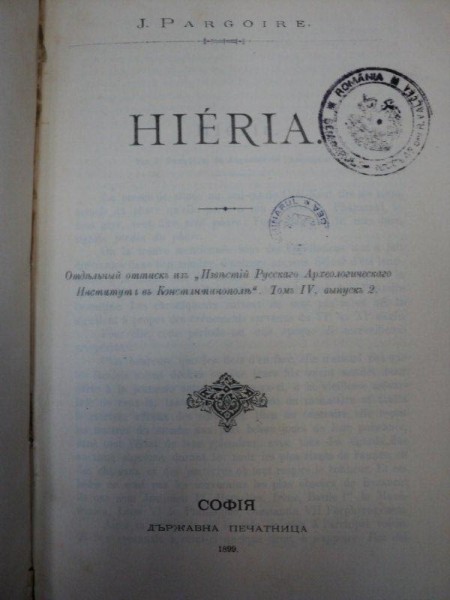 J. PARGOIRE.
HIÉRIA.
ROMÂNIA
Отдѣльный оттискъ изъ „Извѣстій Русскаго Археологическаго
Института въ Константинополѣ“. Томъ IV, выпускъ 2.
СОФІЯ
ДЪРЖАВНА ПЕЧАТНИЦА
1899.